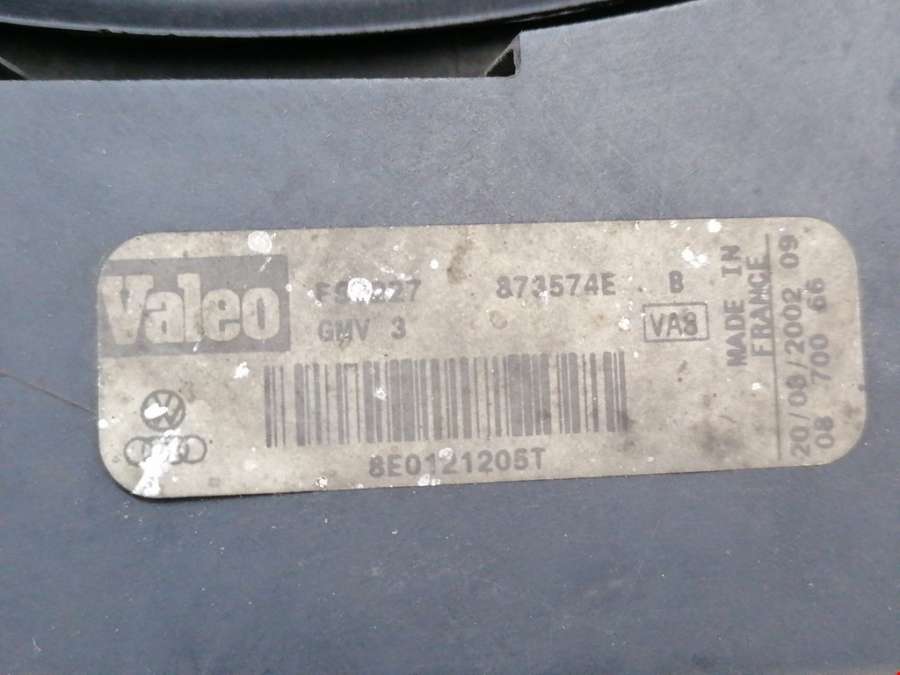 Valeo
873574E B
GMV 3
VA8
8E0121205T
MADE IN
FRANCE
20/08/2002 09
08 700 66